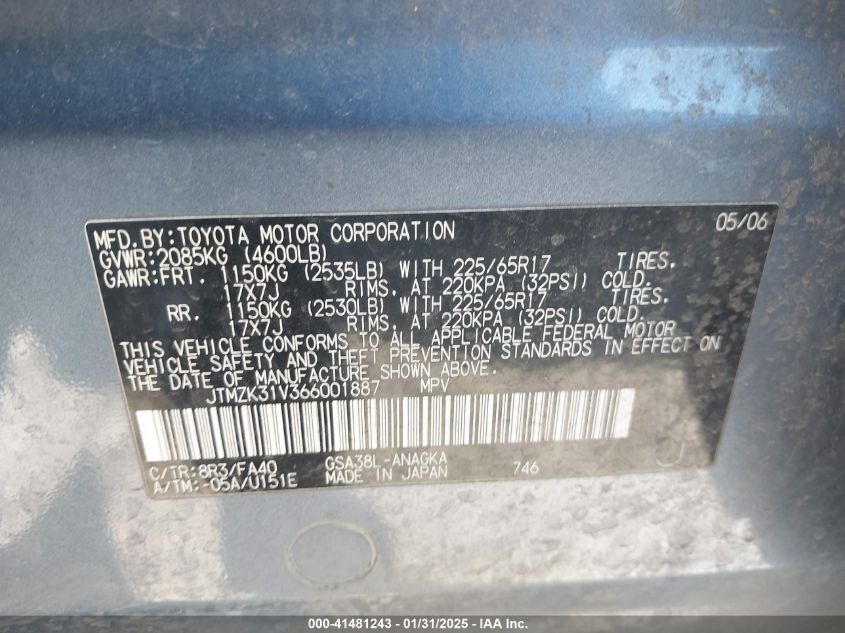 MFD.BY:TOYOTA MOTOR CORPORATION 05/06
GVWR:2085KG (4600LB)
GAWR:FRT. 1150KG (2535LB) WITH 225/65R17 TIRES.
17X7J RIMS. AT 220KPA (32PSI) COLD.
RR. 1150KG (2530LB) WITH 225/65R17 TIRES.
17X7J RIMS. AT 220KPA (32PSI) COLD.
THIS VEHICLE CONFORMS TO ALL APPLICABLE FEDERAL MOTOR
VEHICLE SAFETY AND THEFT PREVENTION STANDARDS IN EFFECT ON
THE DATE OF MANUFACTURE SHOWN ABOVE.
JTMZK31V366001887 MPV
C/TR:8R3/FA40 GSA38L-ANAGKA J
A/TM:-05A/U151E MADE IN JAPAN 746
000-41481243 - 01/31/2025 - IAA Inc.